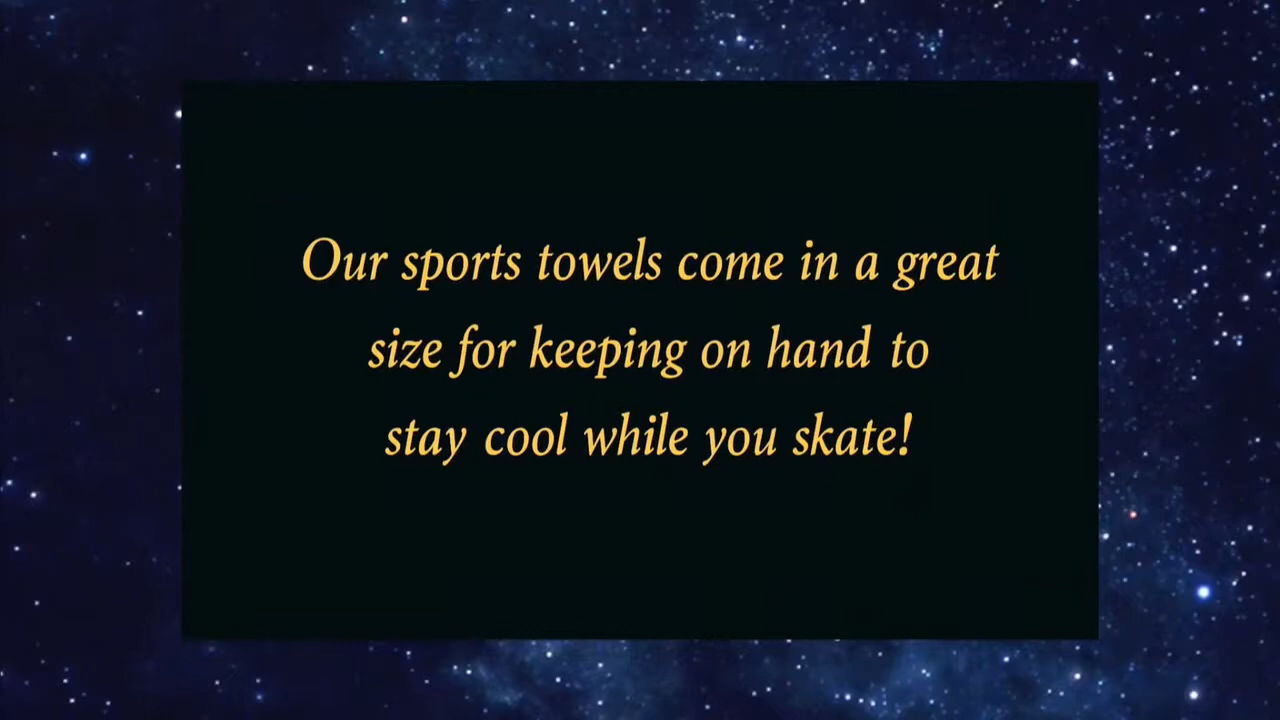 Our sports towels come in a great
size for keeping on hand to
stay cool while you skate!